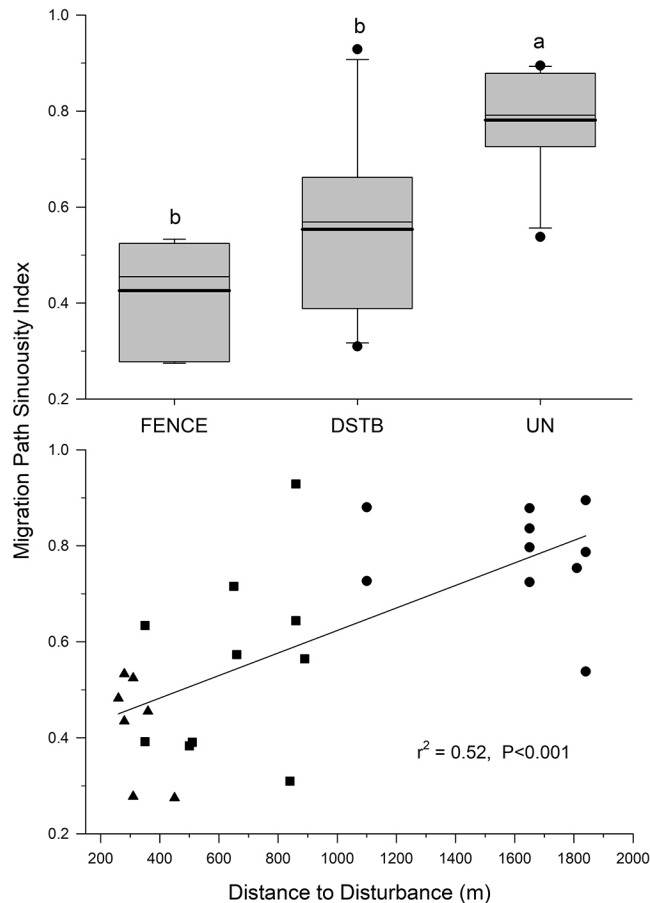 1.0
b
a
0.8
b
0.6
0.4
0.2
FENCE DSTB UN
Migration Path Sinuousity Index
1.0
0.8
0.6
0.4
r² = 0.52, P<0.001
0.2
200 400 600 800 1000 1200 1400 1600 1800 2000
Distance to Disturbance (m)